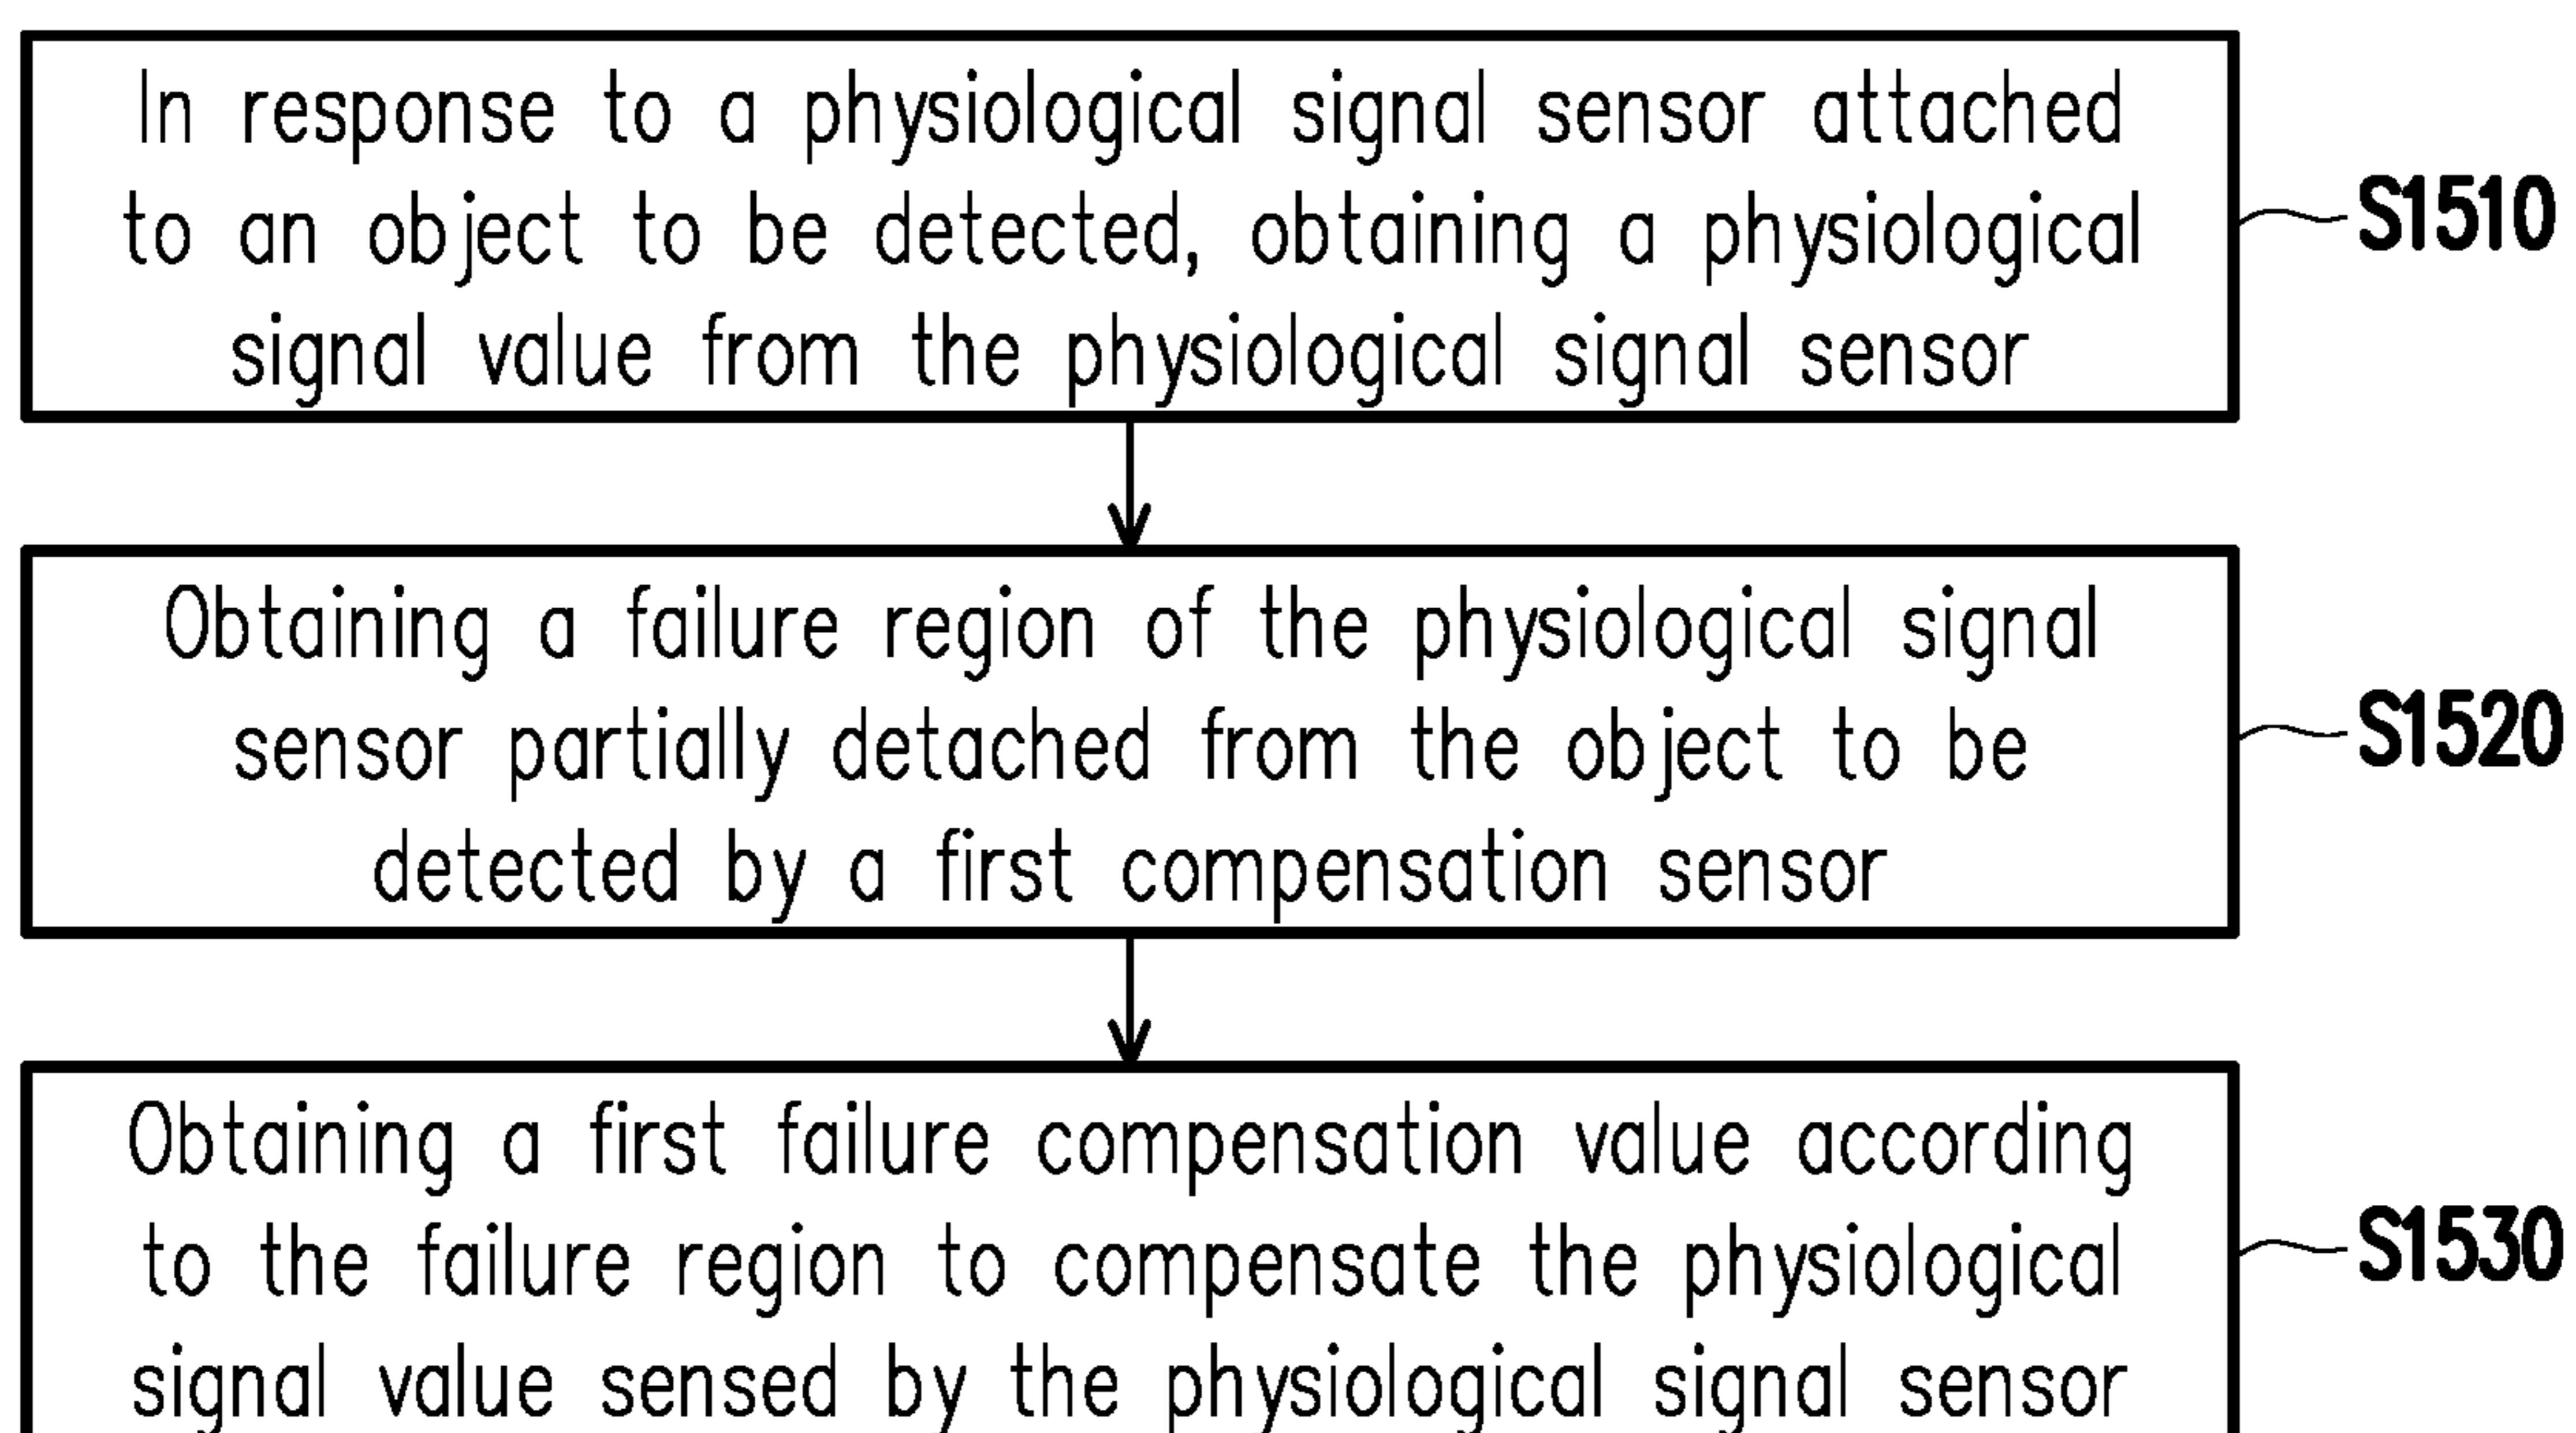 In response to a physiological signal sensor attached
to an object to be detected, obtaining a physiological
signal value from the physiological signal sensor
S1510
Obtaining a failure region of the physiological signal
sensor partially detached from the object to be
detected by a first compensation sensor
S1520
Obtaining a first failure compensation value according
to the failure region to compensate the physiological
signal value sensed by the physiological signal sensor
S1530